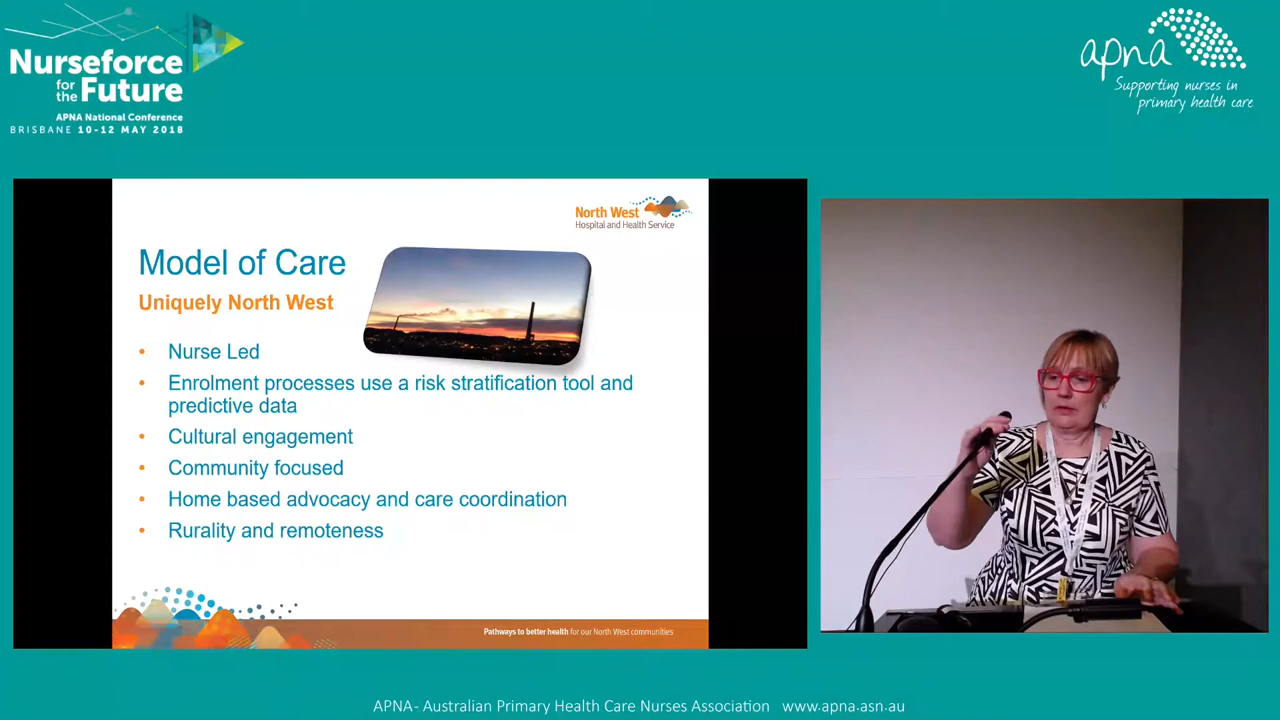 Nurseforce
for
the Future
APNA National Conference
BRISBANE 10-12 MAY 2018
apna
Supporting nurses in
primary health care
North West
Hospital and Health Service
Model of Care
Uniquely North West
• Nurse Led
• Enrolment processes use a risk stratification tool and
predictive data
• Cultural engagement
• Community focused
• Home based advocacy and care coordination
• Rurality and remoteness
Pathways to better health for our North West communities
APNA- Australian Primary Health Care Nurses Association www.apna.asn.au